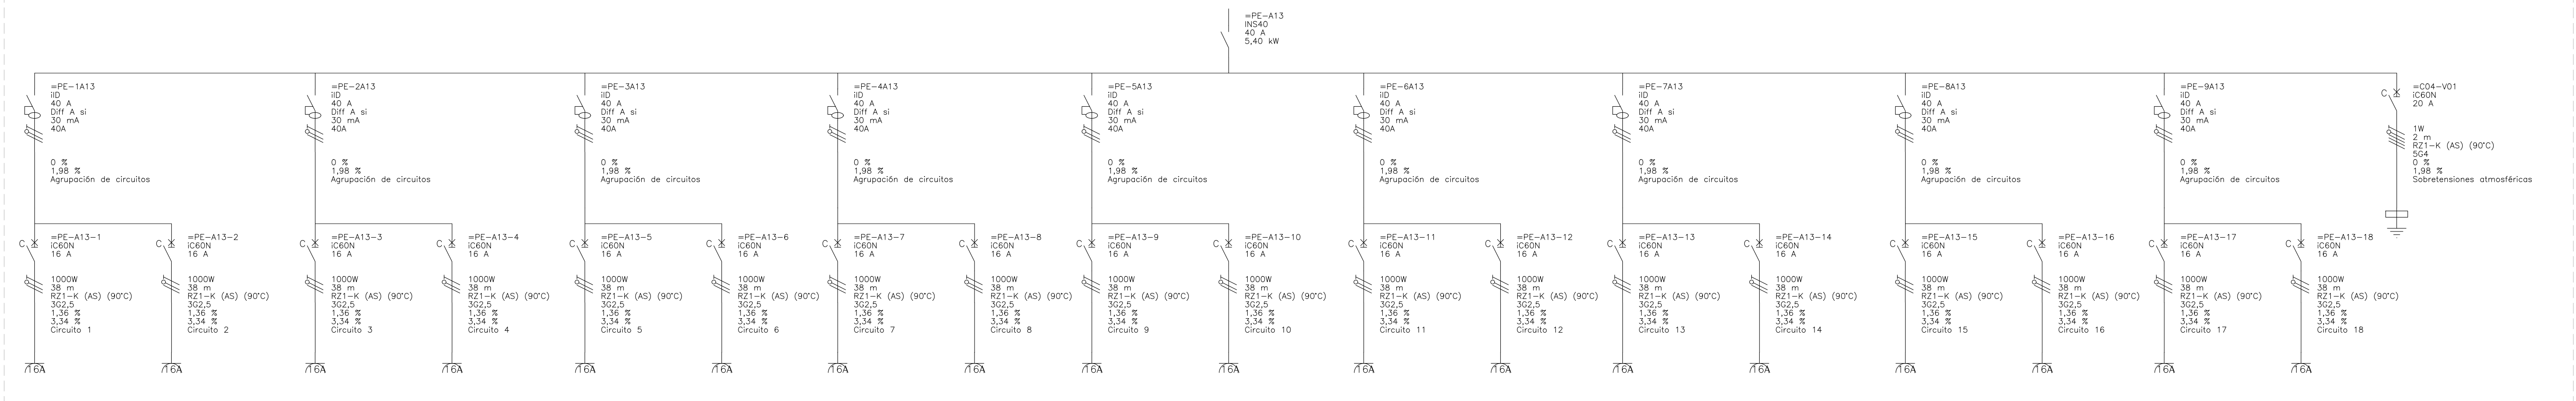 =PE-A13
INS40
40 A
5,40 kW
=PE-1A13
iID
40 A
Diff A si
30 mA
40A
0 %
1,98 %
Agrupación de circuitos
=PE-2A13
iID
40 A
Diff A si
30 mA
40A
0 %
1,98 %
Agrupación de circuitos
=PE-3A13
iID
40 A
Diff A si
30 mA
40A
0 %
1,98 %
Agrupación de circuitos
=PE-4A13
iID
40 A
Diff A si
30 mA
40A
0 %
1,98 %
Agrupación de circuitos
=PE-5A13
iID
40 A
Diff A si
30 mA
40A
0 %
1,98 %
Agrupación de circuitos
=PE-6A13
iID
40 A
Diff A si
30 mA
40A
0 %
1,98 %
Agrupación de circuitos
=PE-7A13
iID
40 A
Diff A si
30 mA
40A
0 %
1,98 %
Agrupación de circuitos
=PE-8A13
iID
40 A
Diff A si
30 mA
40A
0 %
1,98 %
Agrupación de circuitos
=PE-9A13
iID
40 A
Diff A si
30 mA
40A
0 %
1,98 %
Agrupación de circuitos
C
=C04-V01
iC60N
20 A
1W
2 m
RZ1-K (AS) (90°C)
5G4
0 %
1,98 %
Sobretensiones atmosféricas
C
=PE-A13-1
iC60N
16 A
1000W
38 m
RZ1-K (AS) (90°C)
3G2,5
1,36 %
3,34 %
Circuito 1
16A
C
=PE-A13-2
iC60N
16 A
1000W
38 m
RZ1-K (AS) (90°C)
3G2,5
1,36 %
3,34 %
Circuito 2
16A
C
=PE-A13-3
iC60N
16 A
1000W
38 m
RZ1-K (AS) (90°C)
3G2,5
1,36 %
3,34 %
Circuito 3
16A
C
=PE-A13-4
iC60N
16 A
1000W
38 m
RZ1-K (AS) (90°C)
3G2,5
1,36 %
3,34 %
Circuito 4
16A
C
=PE-A13-5
iC60N
16 A
1000W
38 m
RZ1-K (AS) (90°C)
3G2,5
1,36 %
3,34 %
Circuito 5
16A
C
=PE-A13-6
iC60N
16 A
1000W
38 m
RZ1-K (AS) (90°C)
3G2,5
1,36 %
3,34 %
Circuito 6
16A
C
=PE-A13-7
iC60N
16 A
1000W
38 m
RZ1-K (AS) (90°C)
3G2,5
1,36 %
3,34 %
Circuito 7
16A
C
=PE-A13-8
iC60N
16 A
1000W
38 m
RZ1-K (AS) (90°C)
3G2,5
1,36 %
3,34 %
Circuito 8
16A
C
=PE-A13-9
iC60N
16 A
1000W
38 m
RZ1-K (AS) (90°C)
3G2,5
1,36 %
3,34 %
Circuito 9
16A
C
=PE-A13-10
iC60N
16 A
1000W
38 m
RZ1-K (AS) (90°C)
3G2,5
1,36 %
3,34 %
Circuito 10
16A
C
=PE-A13-11
iC60N
16 A
1000W
38 m
RZ1-K (AS) (90°C)
3G2,5
1,36 %
3,34 %
Circuito 11
16A
C
=PE-A13-12
iC60N
16 A
1000W
38 m
RZ1-K (AS) (90°C)
3G2,5
1,36 %
3,34 %
Circuito 12
16A
C
=PE-A13-13
iC60N
16 A
1000W
38 m
RZ1-K (AS) (90°C)
3G2,5
1,36 %
3,34 %
Circuito 13
16A
C
=PE-A13-14
iC60N
16 A
1000W
38 m
RZ1-K (AS) (90°C)
3G2,5
1,36 %
3,34 %
Circuito 14
16A
C
=PE-A13-15
iC60N
16 A
1000W
38 m
RZ1-K (AS) (90°C)
3G2,5
1,36 %
3,34 %
Circuito 15
16A
C
=PE-A13-16
iC60N
16 A
1000W
38 m
RZ1-K (AS) (90°C)
3G2,5
1,36 %
3,34 %
Circuito 16
16A
C
=PE-A13-17
iC60N
16 A
1000W
38 m
RZ1-K (AS) (90°C)
3G2,5
1,36 %
3,34 %
Circuito 17
16A
C
=PE-A13-18
iC60N
16 A
1000W
38 m
RZ1-K (AS) (90°C)
3G2,5
1,36 %
3,34 %
Circuito 18
16A